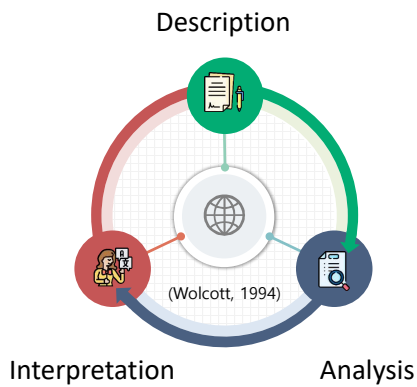 Description
(Wolcott, 1994)
Interpretation
Analysis